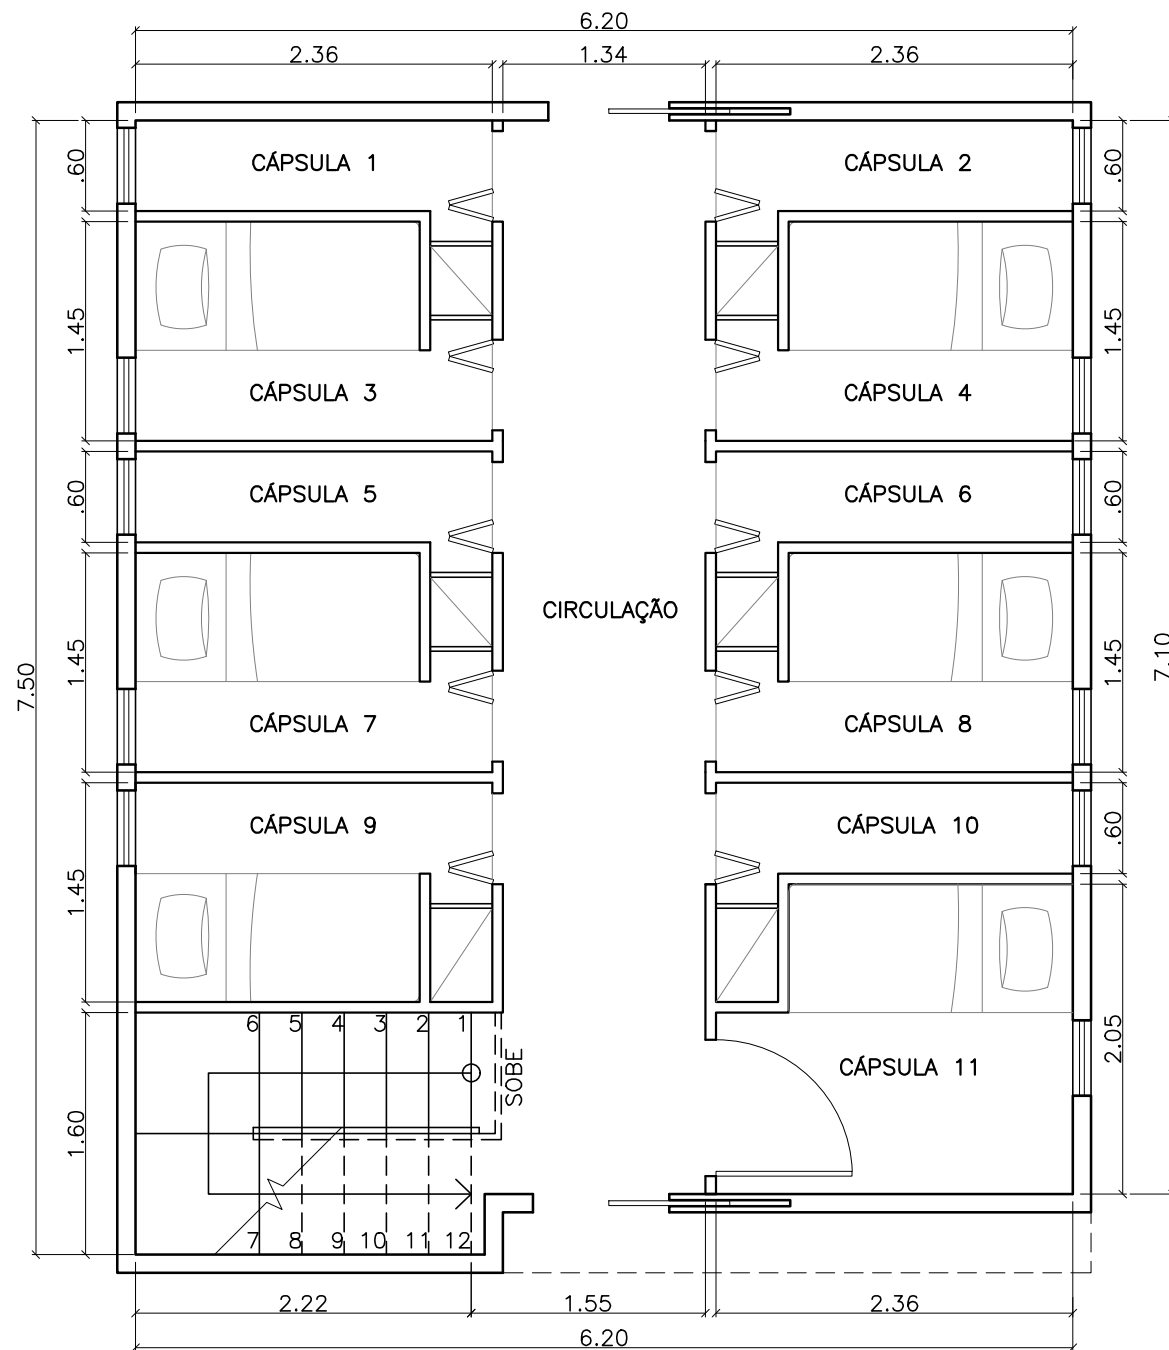 6.20
2.36
1.34
2.36
.60
CÁPSULA 1
CÁPSULA 2
.60
1.45
1.45
CÁPSULA 3
CÁPSULA 4
.60
CÁPSULA 5
CÁPSULA 6
.60
CIRCULAÇÃO
7.50
1.45
1.45
7.10
CÁPSULA 7
CÁPSULA 8
CÁPSULA 9
CÁPSULA 10
.60
1.45
6 5 4 3 2 1
SOBE
CÁPSULA 11
2.05
1.60
7 8 9 10 11 12
2.22
1.55
2.36
6.20